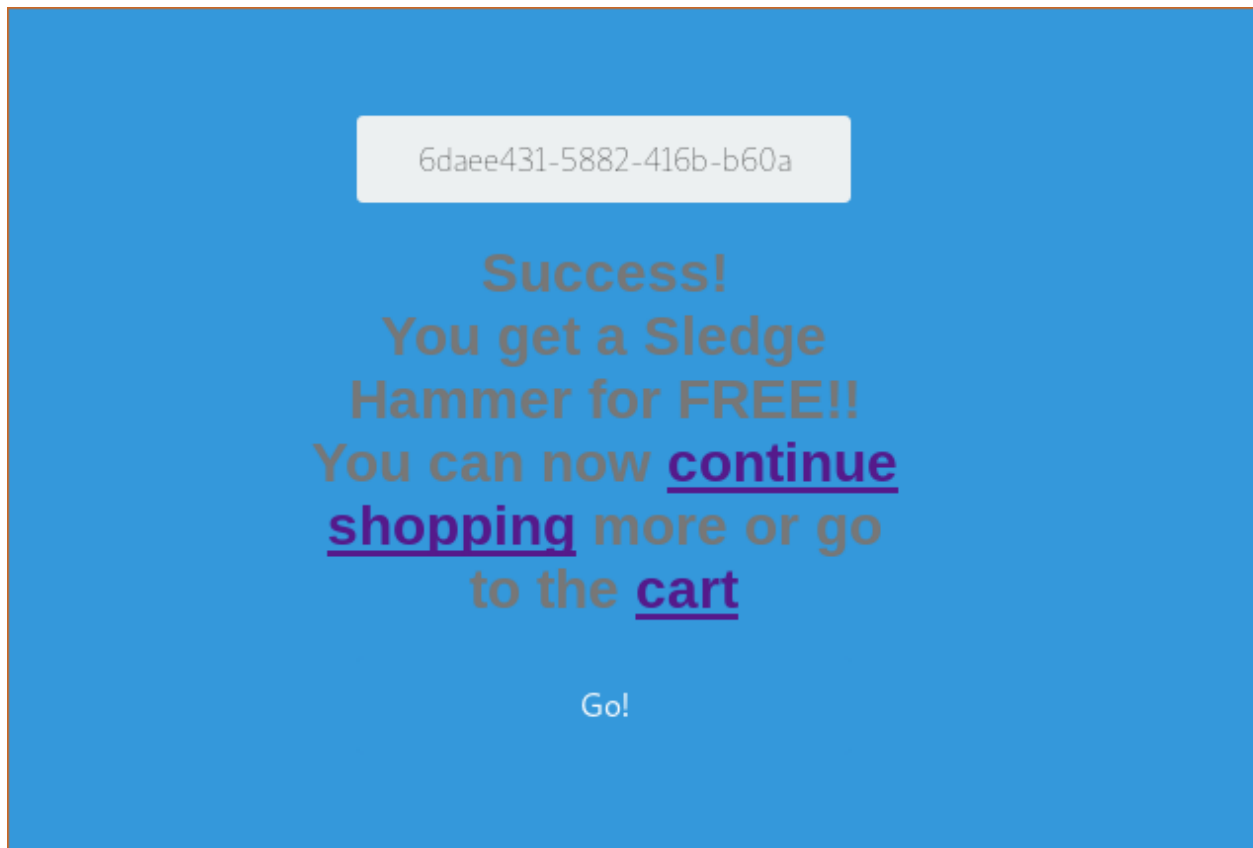 6daee431-5882-416b-b60a
Success!
You get a Sledge
Hammer for FREE!!
You can now continue
shopping more or go
to the cart
Go!